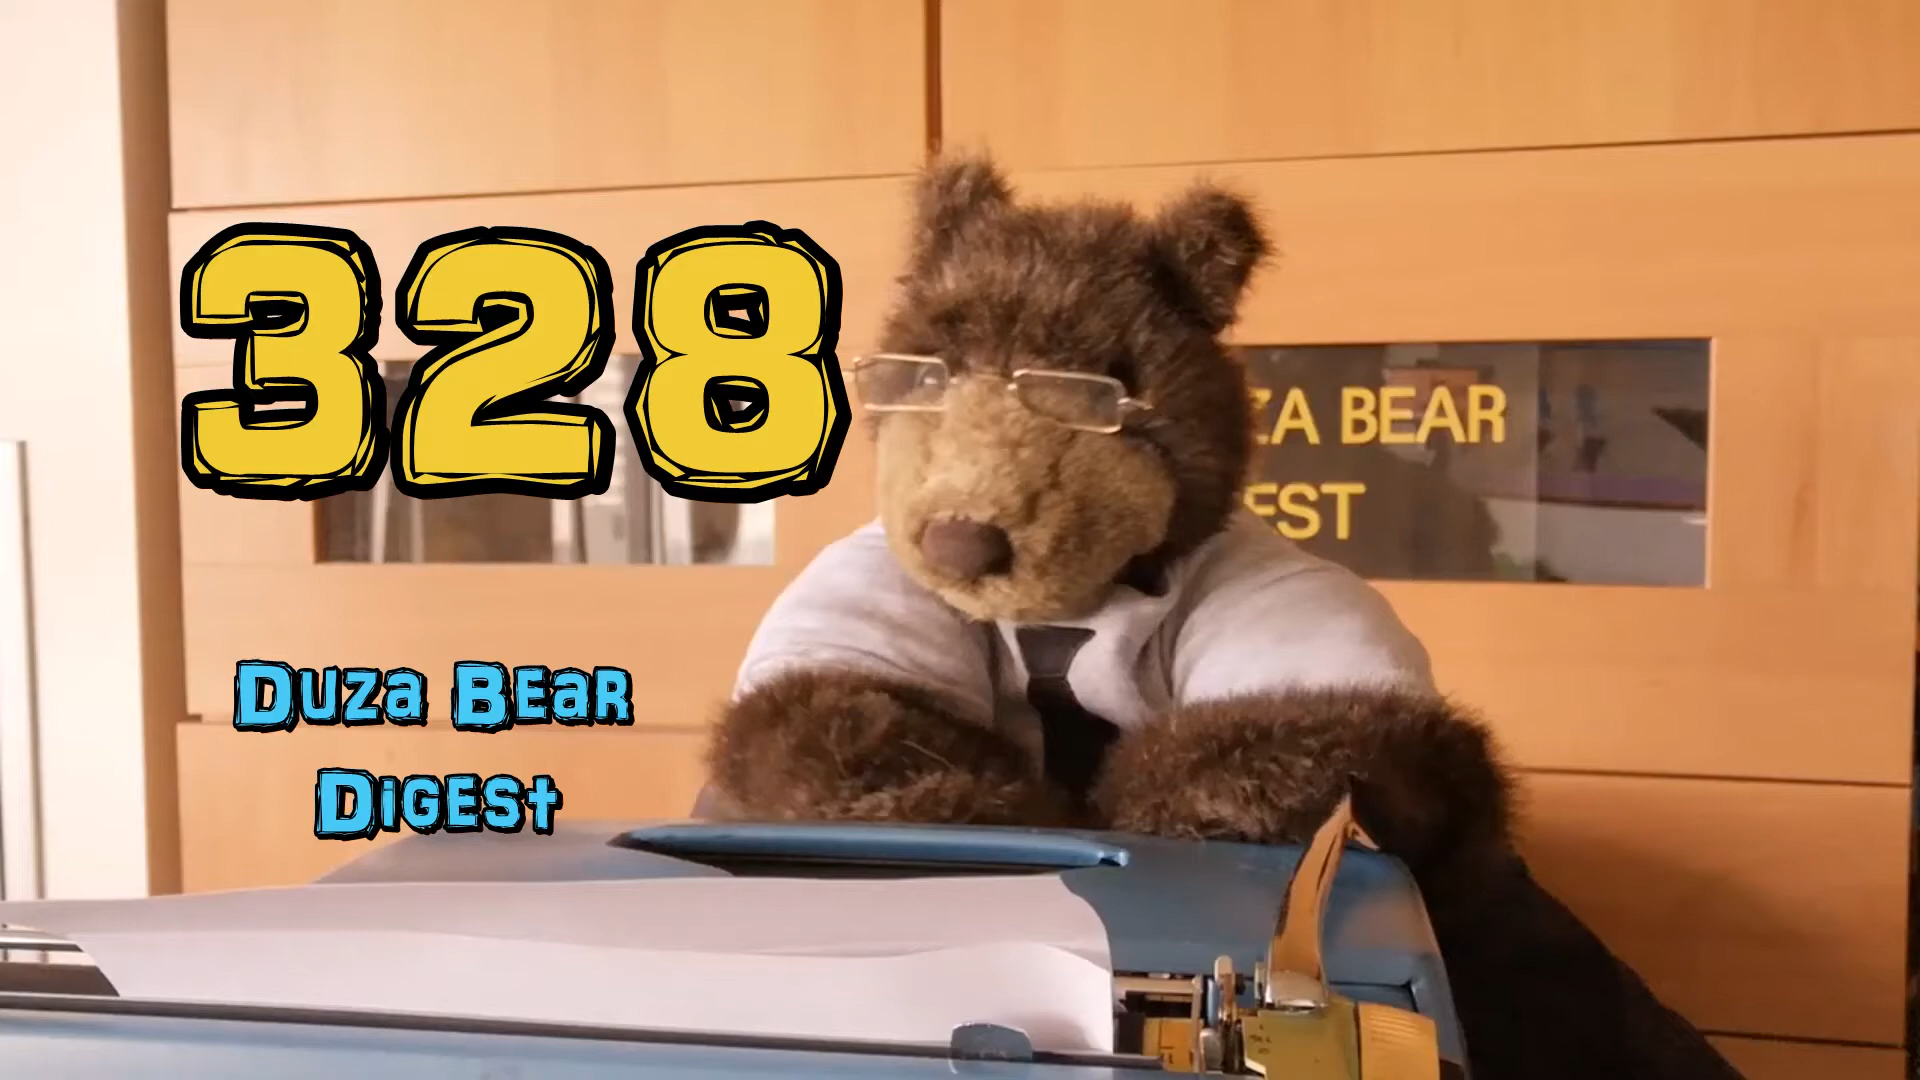 328
ZA BEAR
EST
Duza Bear
Digest